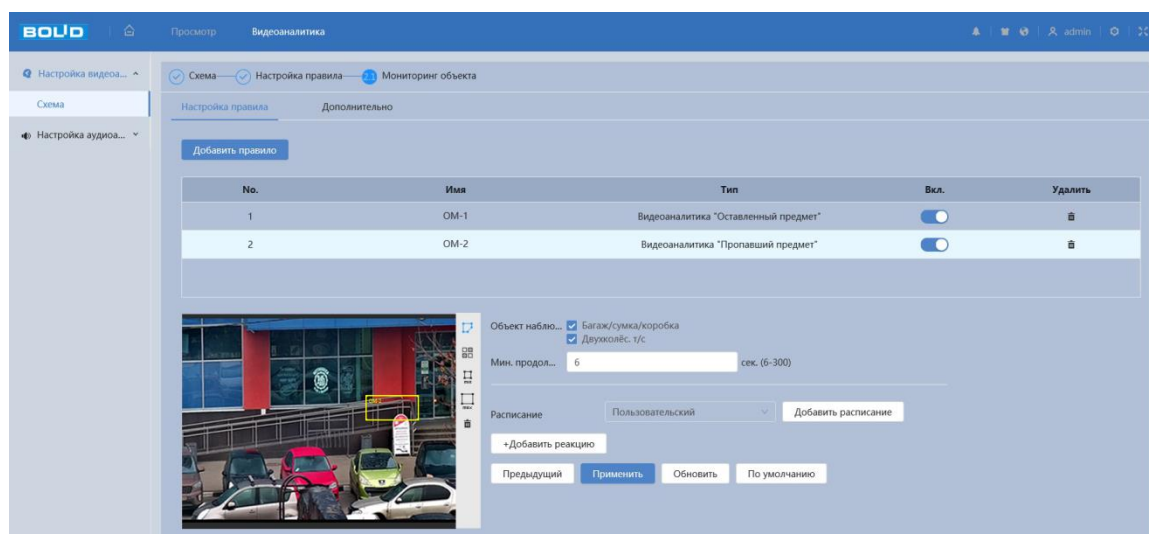 BOLID
Просмотр Видеоаналитика admin
Настройка видеоа...
Схема
Настройка аудиоа...
Схема Настройка правила 2.1 Мониторинг объекта
Настройка правила Дополнительно
Добавить правило
No. Имя Тип Вкл. Удалить
1 OM-1 Видеоаналитика "Оставленный предмет"
2 OM-2 Видеоаналитика "Пропавший предмет"
Объект наблю... Багаж/сумка/коробка
Двухколёс. т/с
Мин. продол... 6 сек. (6-300)
Расписание Пользовательский Добавить расписание
+Добавить реакцию
Предыдущий Применить Обновить По умолчанию